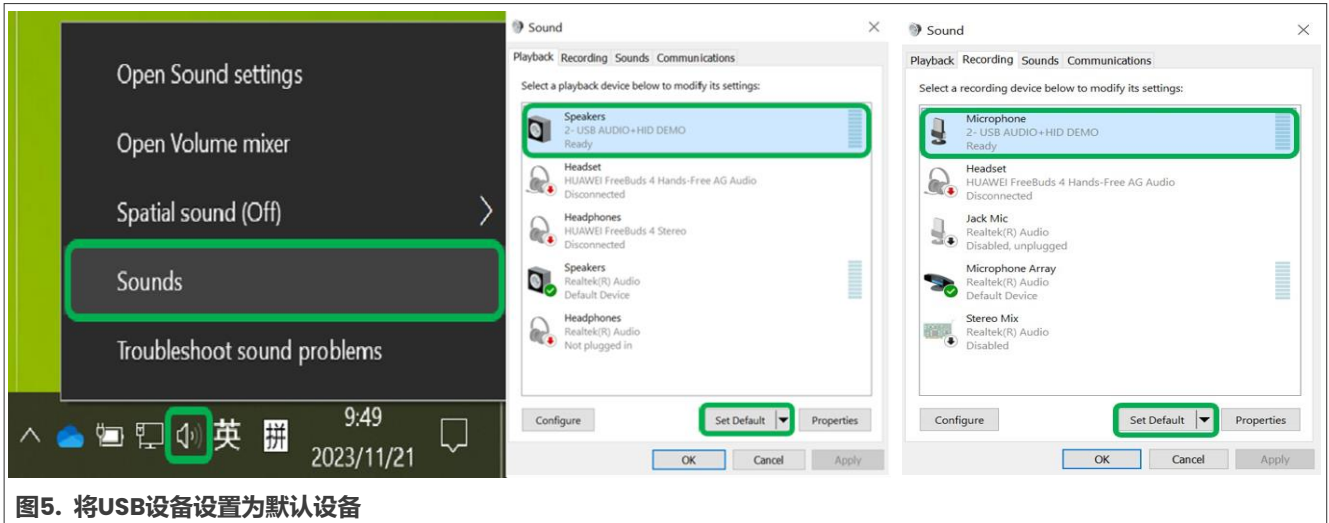 Open Sound settings
Open Volume mixer
Spatial sound (Off)
Sounds
Troubleshoot sound problems
英 拼 9:49
2023/11/21
Sound
Playback Recording Sounds Communications
Select a playback device below to modify its settings:
Speakers
2- USB AUDIO+HID DEMO
Ready
Headset
HUAWEI FreeBuds 4 Hands-Free AG Audio
Disconnected
Headphones
HUAWEI FreeBuds 4 Stereo
Disconnected
Speakers
Realtek(R) Audio
Default Device
Headphones
Realtek(R) Audio
Not plugged in
Configure Set Default Properties
OK Cancel Apply
Sound
Playback Recording Sounds Communications
Select a recording device below to modify its settings:
Microphone
2- USB AUDIO+HID DEMO
Ready
Headset
HUAWEI FreeBuds 4 Hands-Free AG Audio
Disconnected
Jack Mic
Realtek(R) Audio
Disabled, unplugged
Microphone Array
Realtek(R) Audio
Default Device
Stereo Mix
Realtek(R) Audio
Disabled
Configure Set Default Properties
OK Cancel Apply
图5. 将USB设备设置为默认设备